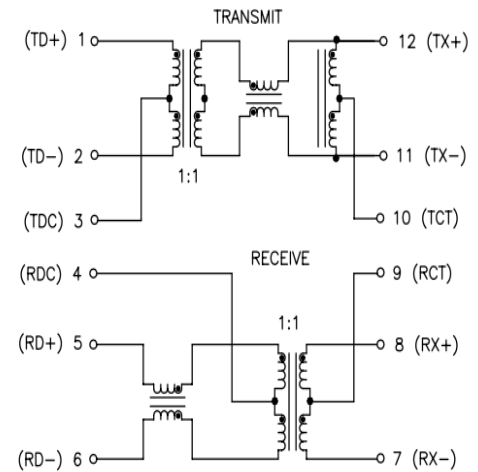 TRANSMIT
(TD+) 1
12 (TX+)
(TD-) 2
11 (TX-)
1:1
(TDC) 3
10 (TCT)
RECEIVE
(RDC) 4
9 (RCT)
1:1
(RD+) 5
8 (RX+)
(RD-) 6
7 (RX-)